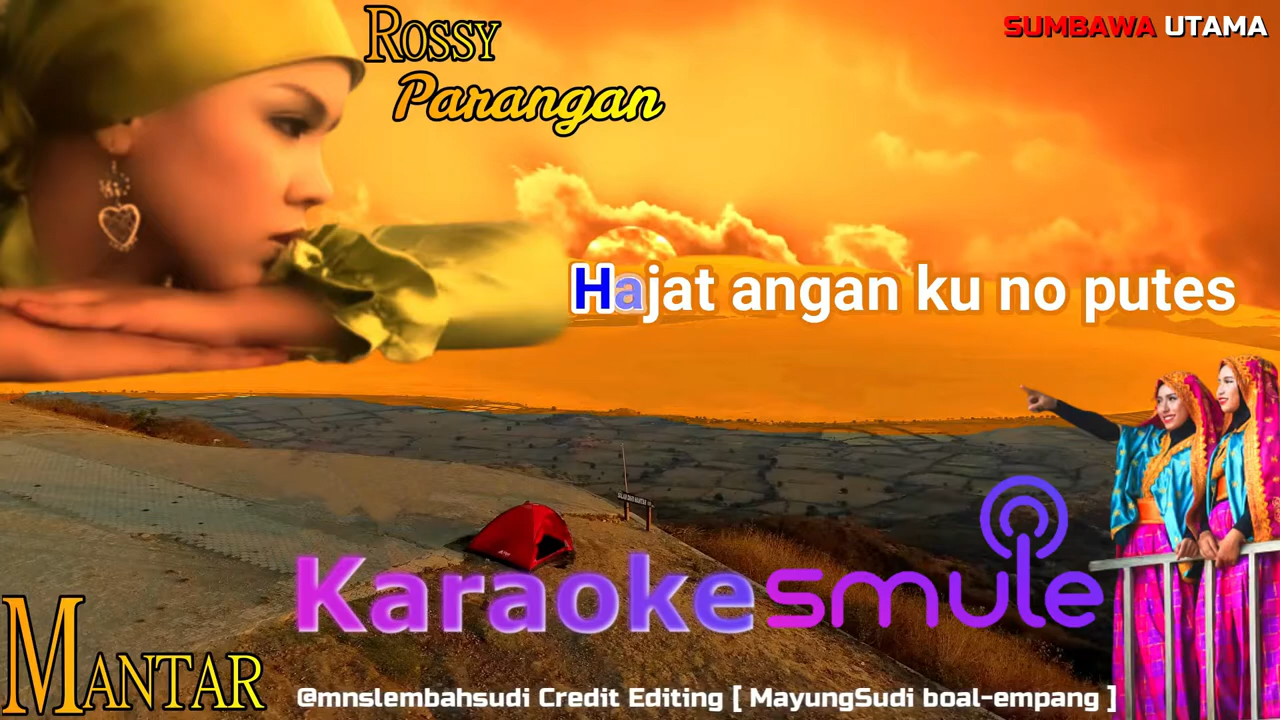 ROSSY
Parangan
SUMBAWA UTAMA
Hajat angan ku no putes
Karaoke smule
MANTAR
@mnslembahsudi Credit Editing [ MayungSudi boal-empang ]